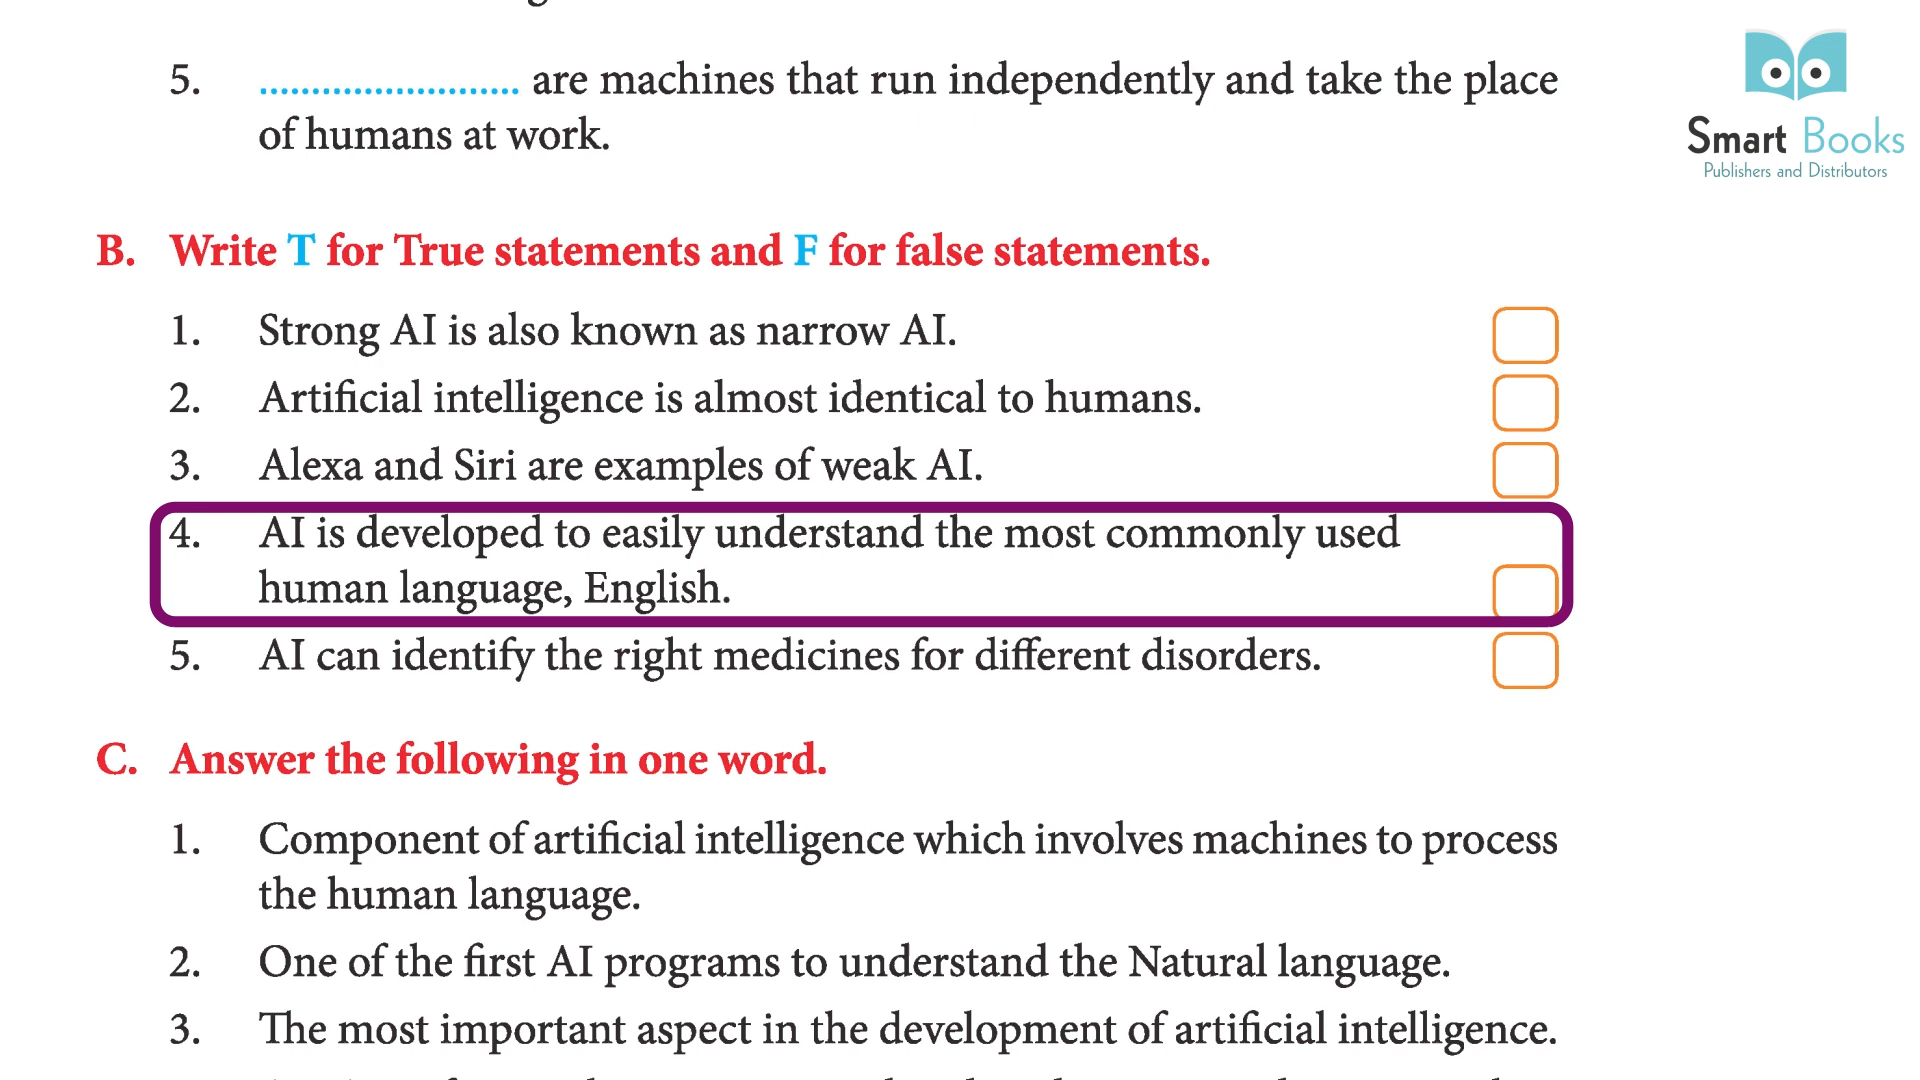 5. ......................... are machines that run independently and take the place
of humans at work.
Smart Books
Publishers and Distributors
B. Write T for True statements and F for false statements.
1. Strong AI is also known as narrow AI.
2. Artificial intelligence is almost identical to humans.
3. Alexa and Siri are examples of weak AI.
4. AI is developed to easily understand the most commonly used
human language, English.
5. AI can identify the right medicines for different disorders.
C. Answer the following in one word.
1. Component of artificial intelligence which involves machines to process
the human language.
2. One of the first AI programs to understand the Natural language.
3. The most important aspect in the development of artificial intelligence.